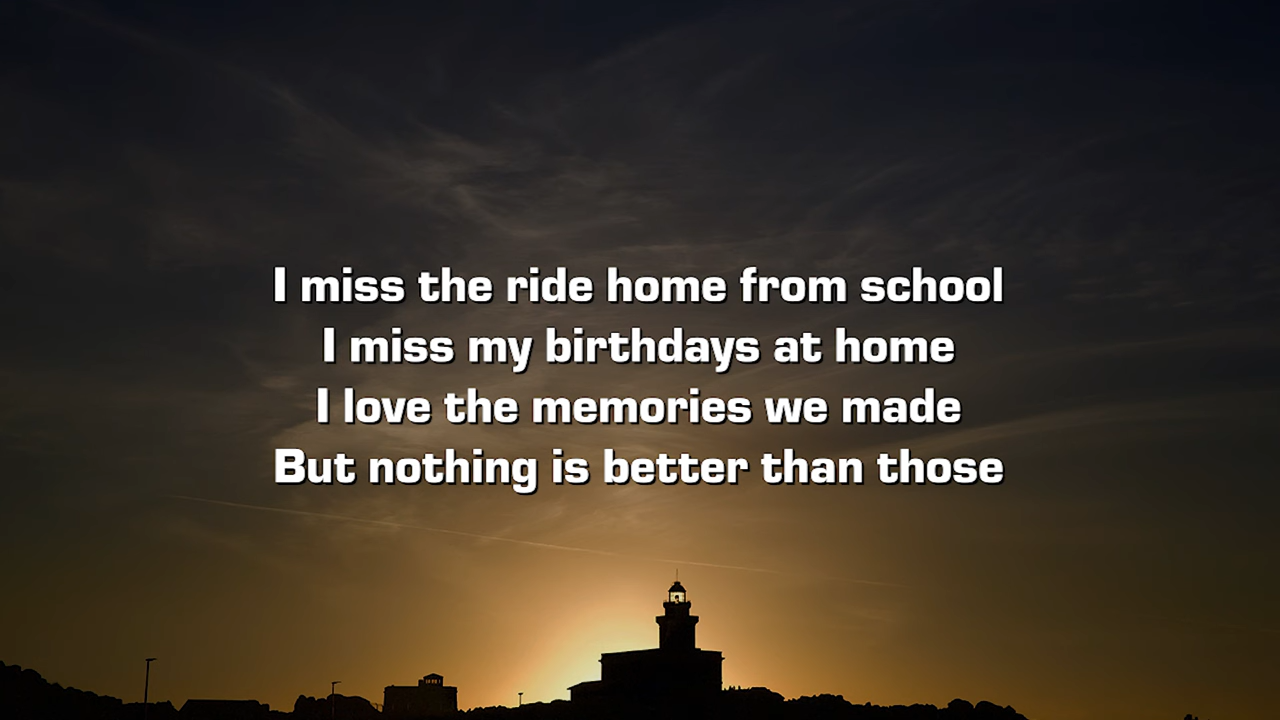 I miss the ride home from school
I miss my birthdays at home
I love the memories we made
But nothing is better than those